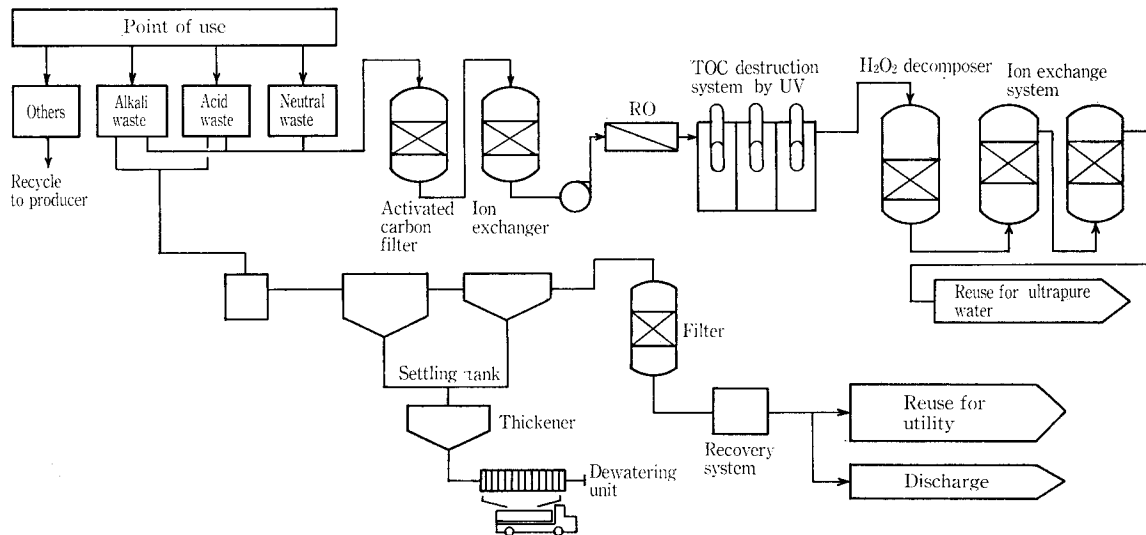 Point of use
Others
Alkali
waste
Acid
waste
Neutral
waste
Recycle
to producer
Activated
carbon
filter
Ion
exchanger
RO
TOC destruction
system by UV
H₂O₂ decomposer
Ion exchange
system
Reuse for ultrapure
water
Settling tank
Filter
Thickener
Dewatering
unit
Recovery
system
Reuse for
utility
Discharge